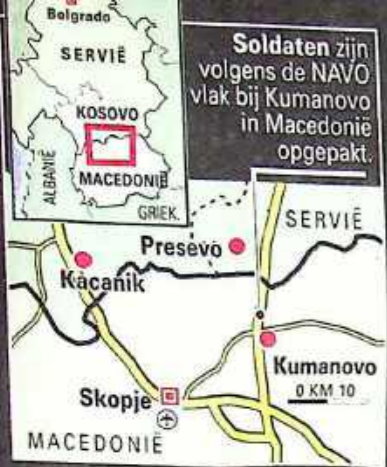 Belgrado
SERVIË
KOSOVO
ALBANIË
MACEDONIË
GRIEK.
Soldaten zijn
volgens de NAVO
vlak bij Kumanovo
in Macedonië
opgepakt.
SERVIË
Presevo
Kácanik
Kumanovo
0 KM 10
Skopje
MACEDONIË